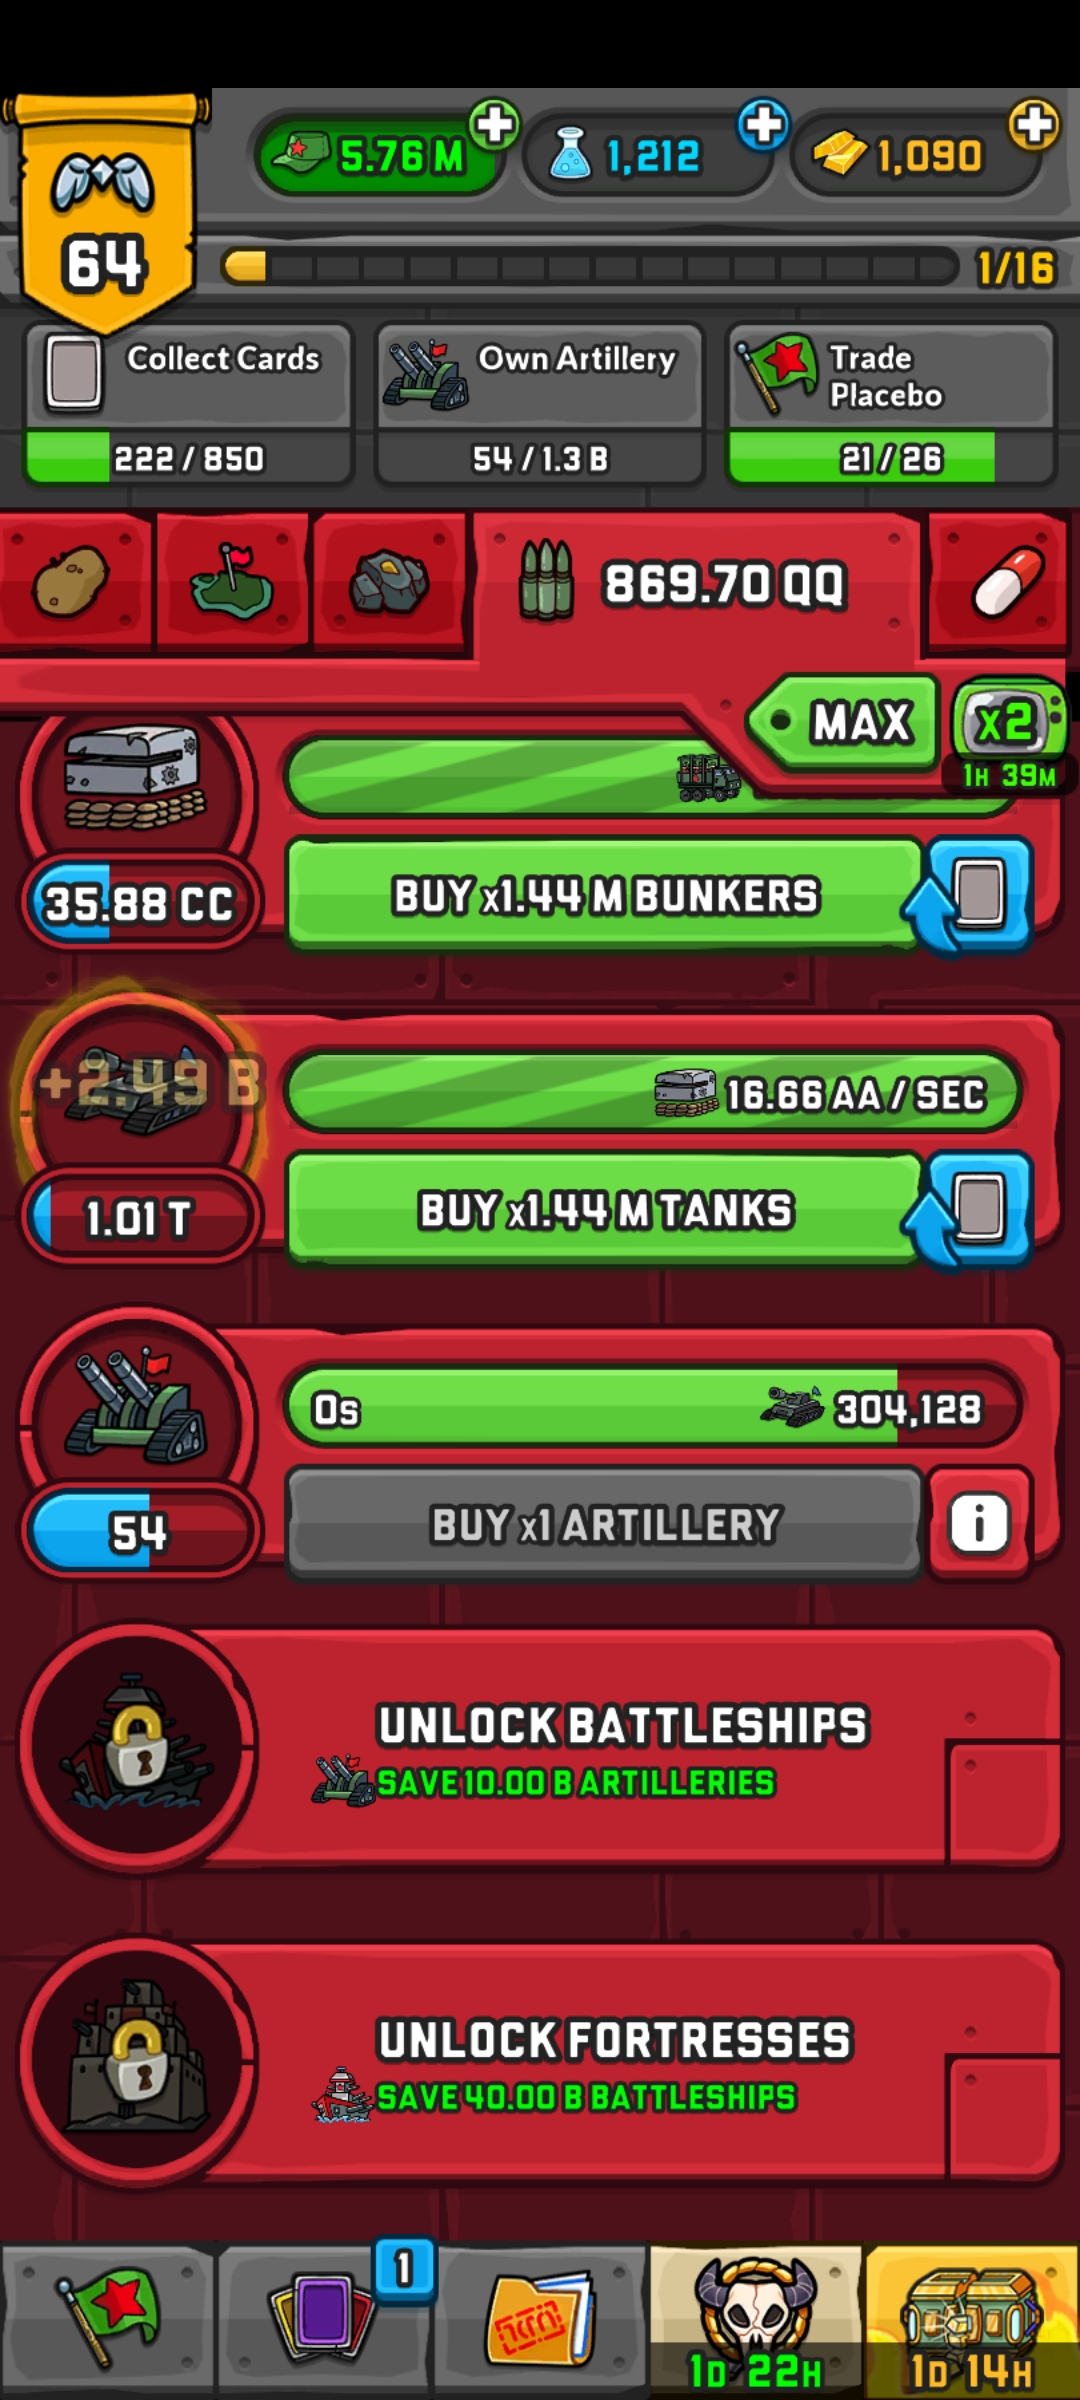 5.76 M
1,212
1,090
64
1/16
Collect Cards
222 / 850
Own Artillery
54 / 1.3 B
Trade
Placebo
21 / 26
869.70 QQ
MAX
x2
1H 39M
35.88 CC
BUY x1.44 M BUNKERS
+2.49 B
16.66 AA / SEC
1.01 T
BUY x1.44 M TANKS
0s
304,128
54
BUY x1 ARTILLERY
i
UNLOCK BATTLESHIPS
SAVE 10.00 B ARTILLERIES
UNLOCK FORTRESSES
SAVE 40.00 B BATTLESHIPS
1
1D 22H
1D 14H